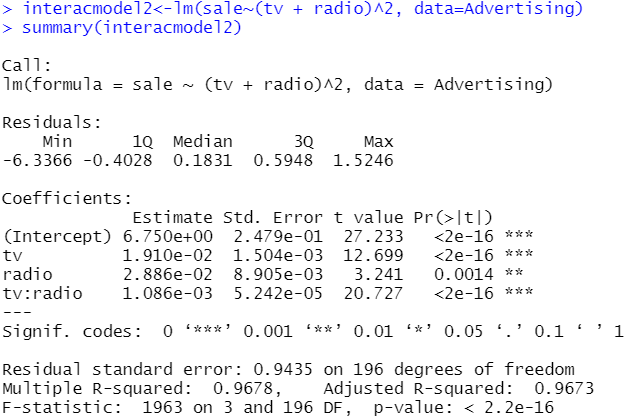 > interacmodel2<-lm(sale~(tv + radio)^2, data=Advertising)
> summary(interacmodel2)
Call:
lm(formula = sale ~ (tv + radio)^2, data = Advertising)
Residuals:
    Min      1Q  Median      3Q     Max
-6.3366 -0.4028  0.1831  0.5948  1.5246
Coefficients:
             Estimate Std. Error t value Pr(>|t|)
(Intercept) 6.750e+00  2.479e-01  27.233   <2e-16 ***
tv          1.910e-02  1.504e-03  12.699   <2e-16 ***
radio       2.886e-02  8.905e-03   3.241   0.0014 **
tv:radio    1.086e-03  5.242e-05  20.727   <2e-16 ***
---
Signif. codes:  0 ‘***’ 0.001 ‘**’ 0.01 ‘*’ 0.05 ‘.’ 0.1 ‘ ’ 1
Residual standard error: 0.9435 on 196 degrees of freedom
Multiple R-squared:  0.9678,    Adjusted R-squared:  0.9673
F-statistic:  1963 on 3 and 196 DF,  p-value: < 2.2e-16